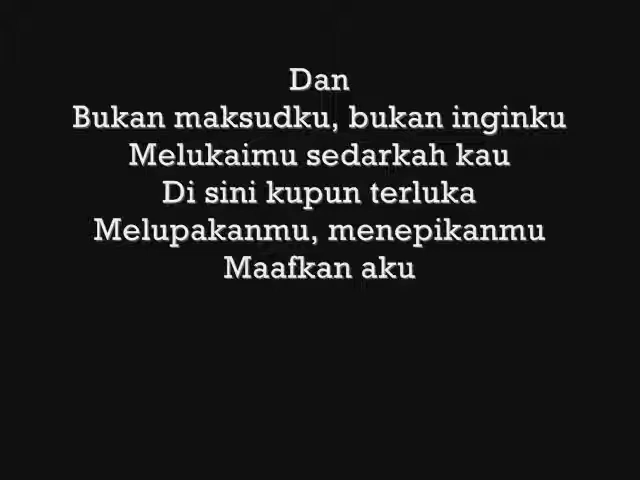 Dan
Bukan maksudku, bukan inginku
Melukaimu sedarkah kau
Di sini kupun terluka
Melupakanmu, menepikanmu
Maafkan aku